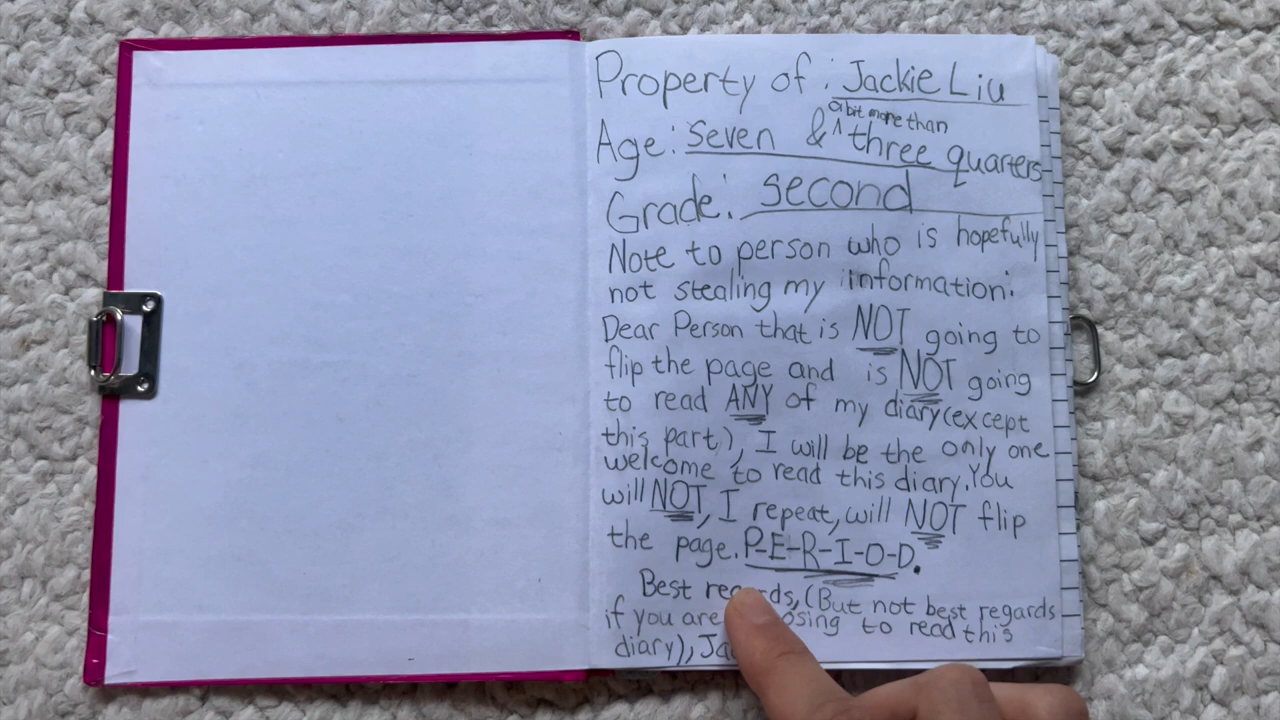 Property of: Jackie Liu
a bit more than
Age: seven & ^ three quarters
Grade: second
Note to person who is hopefully
not stealing my information:
Dear Person that is NOT going to
flip the page and is NOT going
to read ANY of my diary(except
this part), I will be the only one
welcome to read this diary. You
will NOT, I repeat, will NOT flip
the page. P-E-R-I-O-D.
Best regards, (But not best regards
if you are to read this
diary),